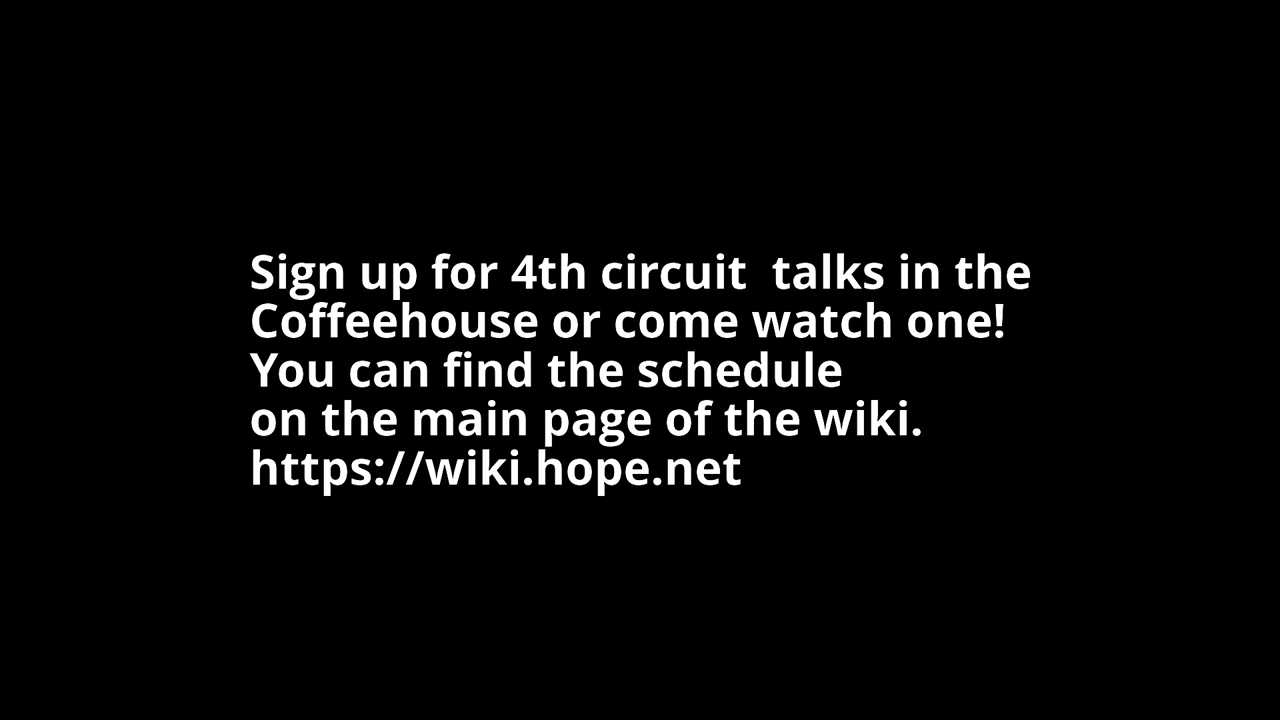 Sign up for 4th circuit  talks in the
Coffeehouse or come watch one!
You can find the schedule
on the main page of the wiki.
https://wiki.hope.net